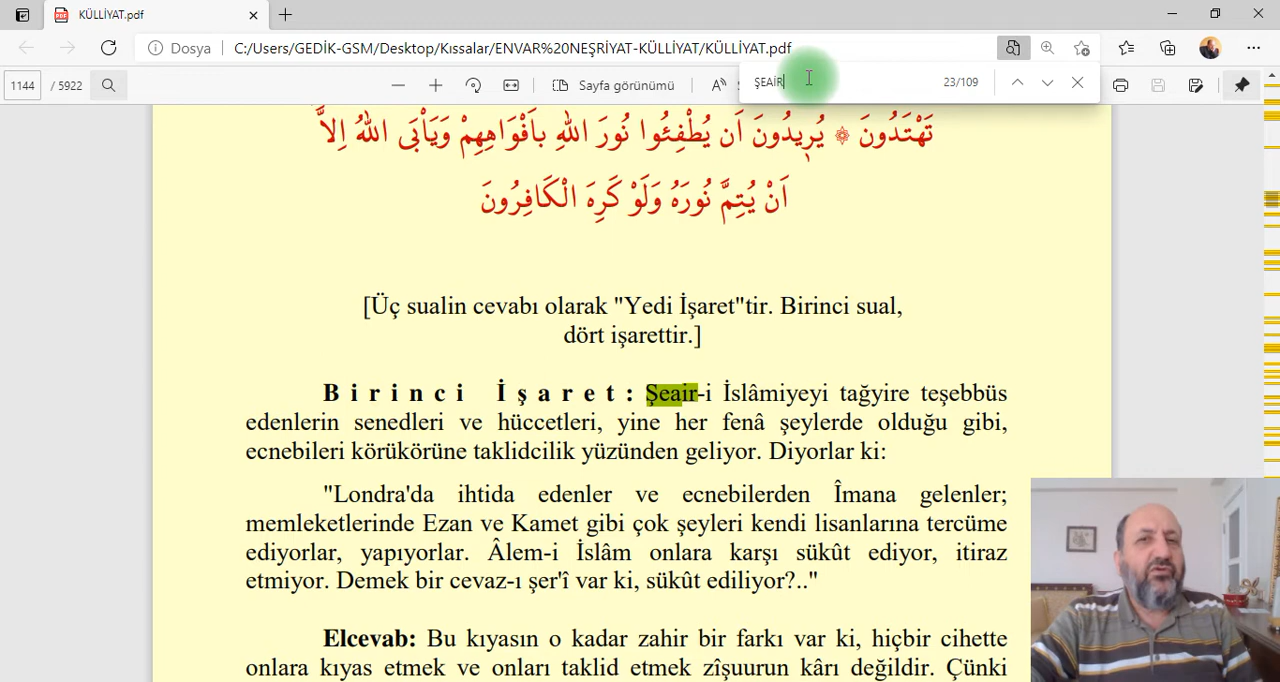 KÜLLİYAT.pdf
Dosya
C:/Users/GEDİK-GSM/Desktop/Kıssalar/ENVAR%20NEŞRİYAT-KÜLLİYAT/KÜLLİYAT.pdf
1144 / 5922
Sayfa görünümü
ŞEAİR
23/109
تَهْتَدُونَ ۞ يُرِيدُونَ اَن يُطْفِئُوا نُورَ اللّٰهِ بِاَفْوَاهِهِمْ وَيَاْبَى اللّٰهُ اِلاَّ
اَنْ يُتِمَّ نُورَهُ وَلَوْ كَرِهَ الْكَافِرُونَ
[Üç sualin cevabı olarak "Yedi İşaret"tir. Birinci sual,
dört işarettir.]
Birinci İşaret: Şeair-i İslâmiyeyi tağyire teşebbüs
edenlerin senedleri ve hüccetleri, yine her fenâ şeylerde olduğu gibi,
ecnebileri körükörüne taklidcilik yüzünden geliyor. Diyorlar ki:
"Londra'da ihtida edenler ve ecnebilerden Îmana gelenler;
memleketlerinde Ezan ve Kamet gibi çok şeyleri kendi lisanlarına tercüme
ediyorlar, yapıyorlar. Âlem-i İslâm onlara karşı sükût ediyor, itiraz
etmiyor. Demek bir cevaz-ı şer'î var ki, sükût ediliyor?.."
Elcevab: Bu kıyasın o kadar zahir bir farkı var ki, hiçbir cihette
onlara kıyas etmek ve onları taklid etmek zîşuurun kârı değildir. Çünki